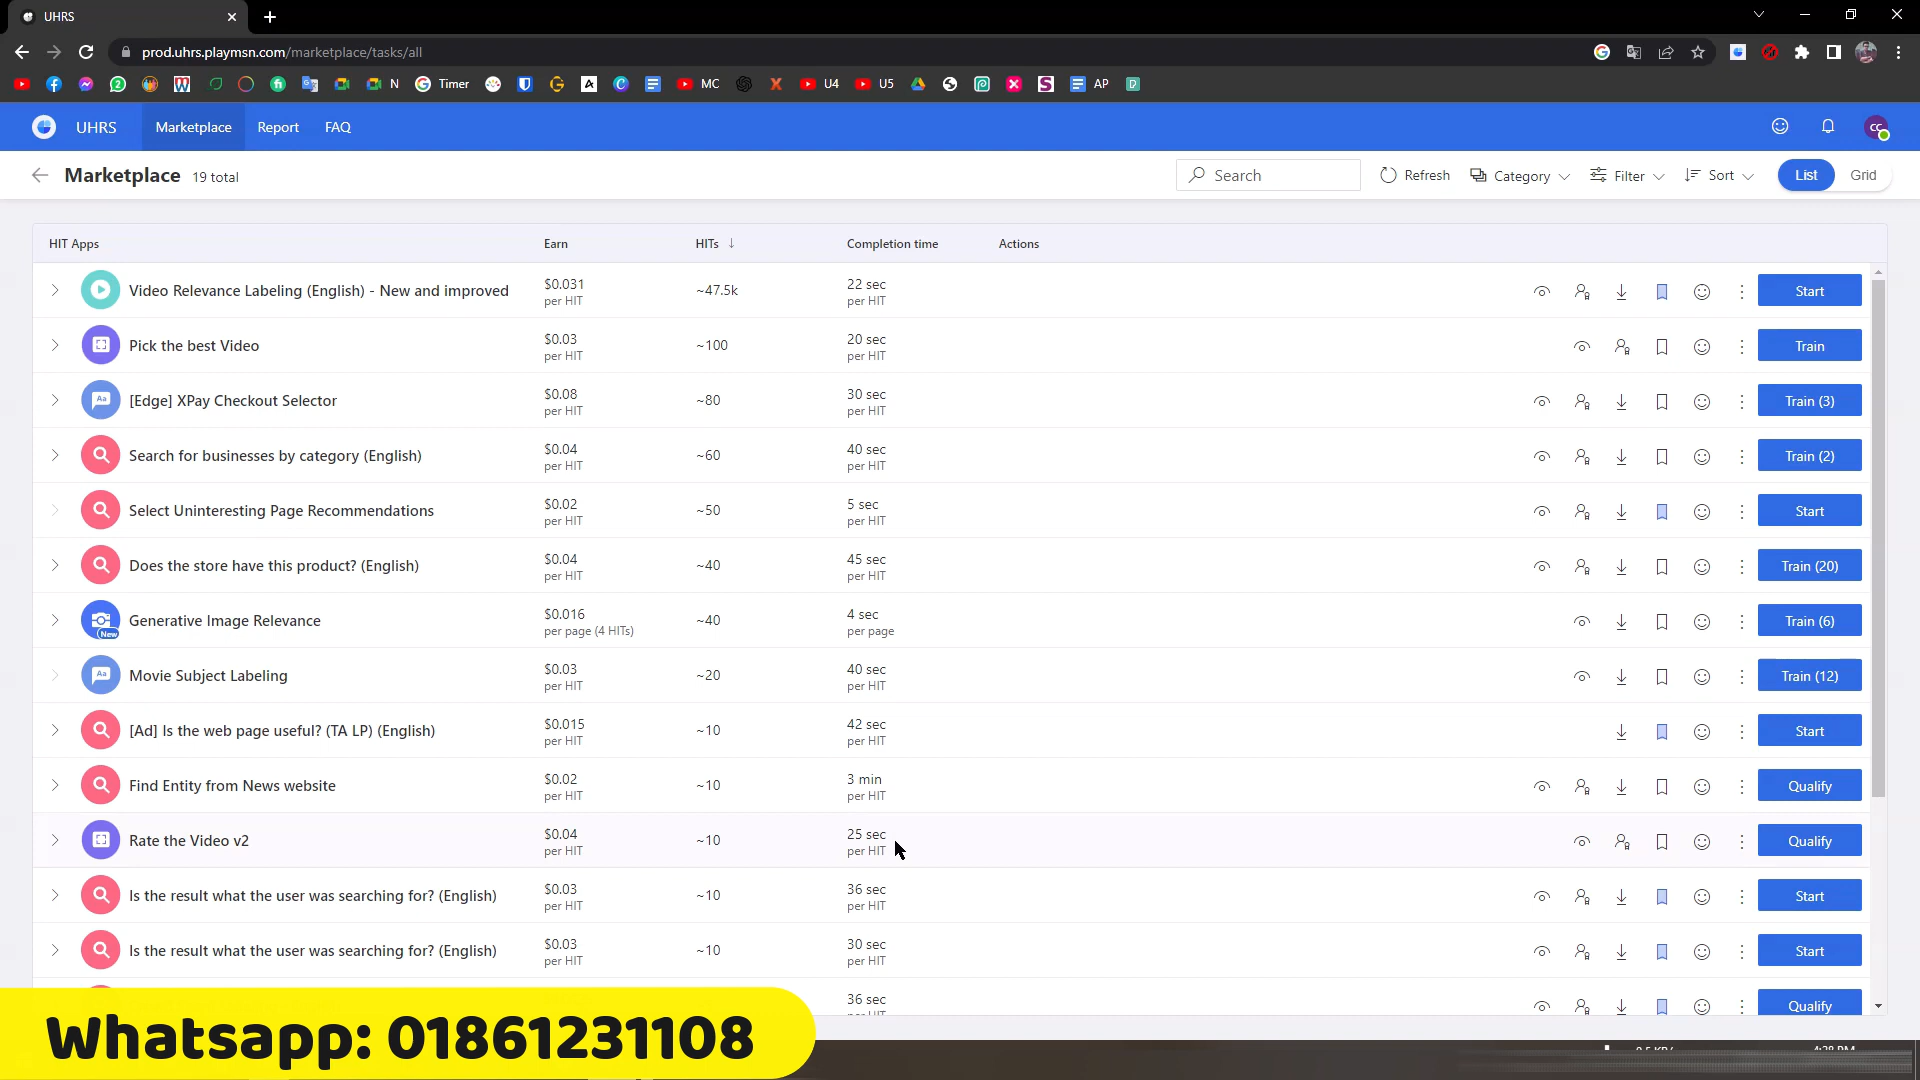 UHRS
prod.uhrs.playmsn.com/marketplace/tasks/all
N Timer MC U4 U5 AP
UHRS Marketplace Report FAQ CC
Marketplace 19 total Search Refresh Category Filter Sort List Grid
HIT Apps Earn HITs ↓ Completion time Actions
Video Relevance Labeling (English) - New and improved $0.031 per HIT ~47.5k 22 sec per HIT Start
Pick the best Video $0.03 per HIT ~100 20 sec per HIT Train
[Edge] XPay Checkout Selector $0.08 per HIT ~80 30 sec per HIT Train (3)
Search for businesses by category (English) $0.04 per HIT ~60 40 sec per HIT Train (2)
Select Uninteresting Page Recommendations $0.02 per HIT ~50 5 sec per HIT Start
Does the store have this product? (English) $0.04 per HIT ~40 45 sec per HIT Train (20)
New Generative Image Relevance $0.016 per page (4 HITs) ~40 4 sec per page Train (6)
Aa Movie Subject Labeling $0.03 per HIT ~20 40 sec per HIT Train (12)
[Ad] Is the web page useful? (TA LP) (English) $0.015 per HIT ~10 42 sec per HIT Start
Find Entity from News website $0.02 per HIT ~10 3 min per HIT Qualify
Rate the Video v2 $0.04 per HIT ~10 25 sec per HIT Qualify
Is the result what the user was searching for? (English) $0.03 per HIT ~10 36 sec per HIT Start
Is the result what the user was searching for? (English) $0.03 per HIT ~10 30 sec per HIT Start
36 sec Qualify
Whatsapp: 01861231108